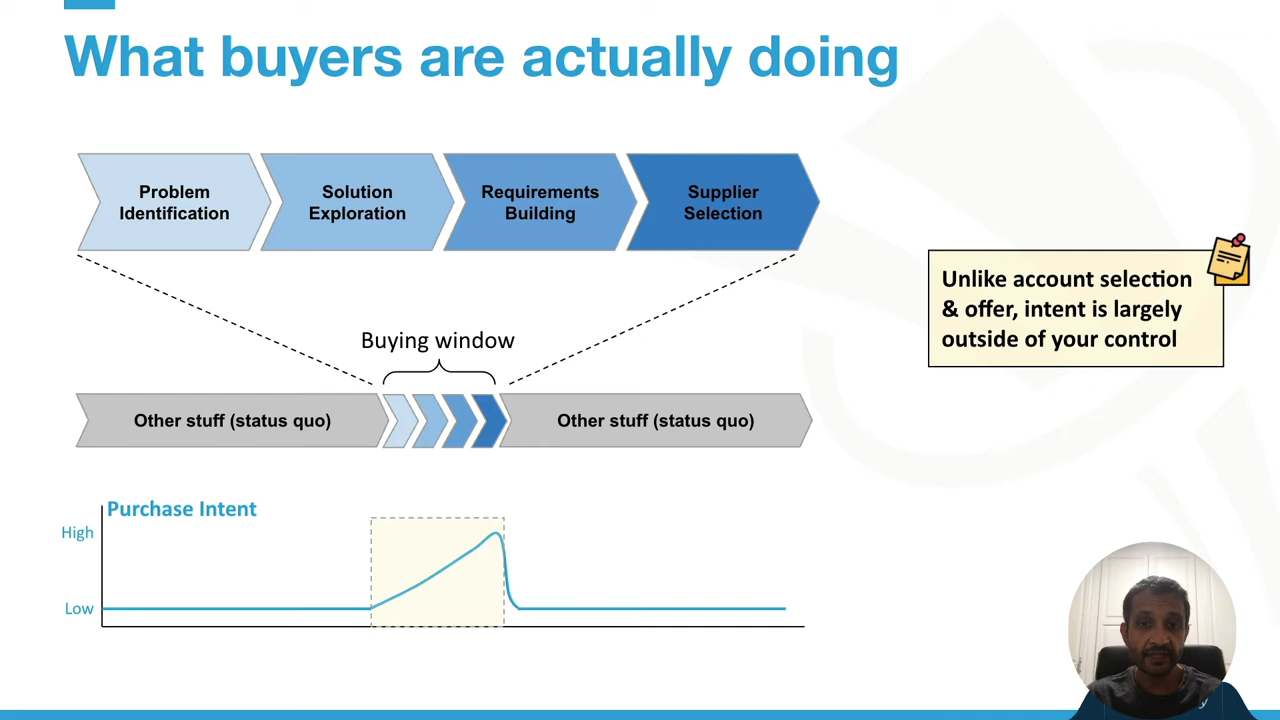 What buyers are actually doing
Problem
Identification
Solution
Exploration
Requirements
Building
Supplier
Selection
Unlike account selection
& offer, intent is largely
outside of your control
Buying window
Other stuff (status quo)
Other stuff (status quo)
Purchase Intent
High
Low